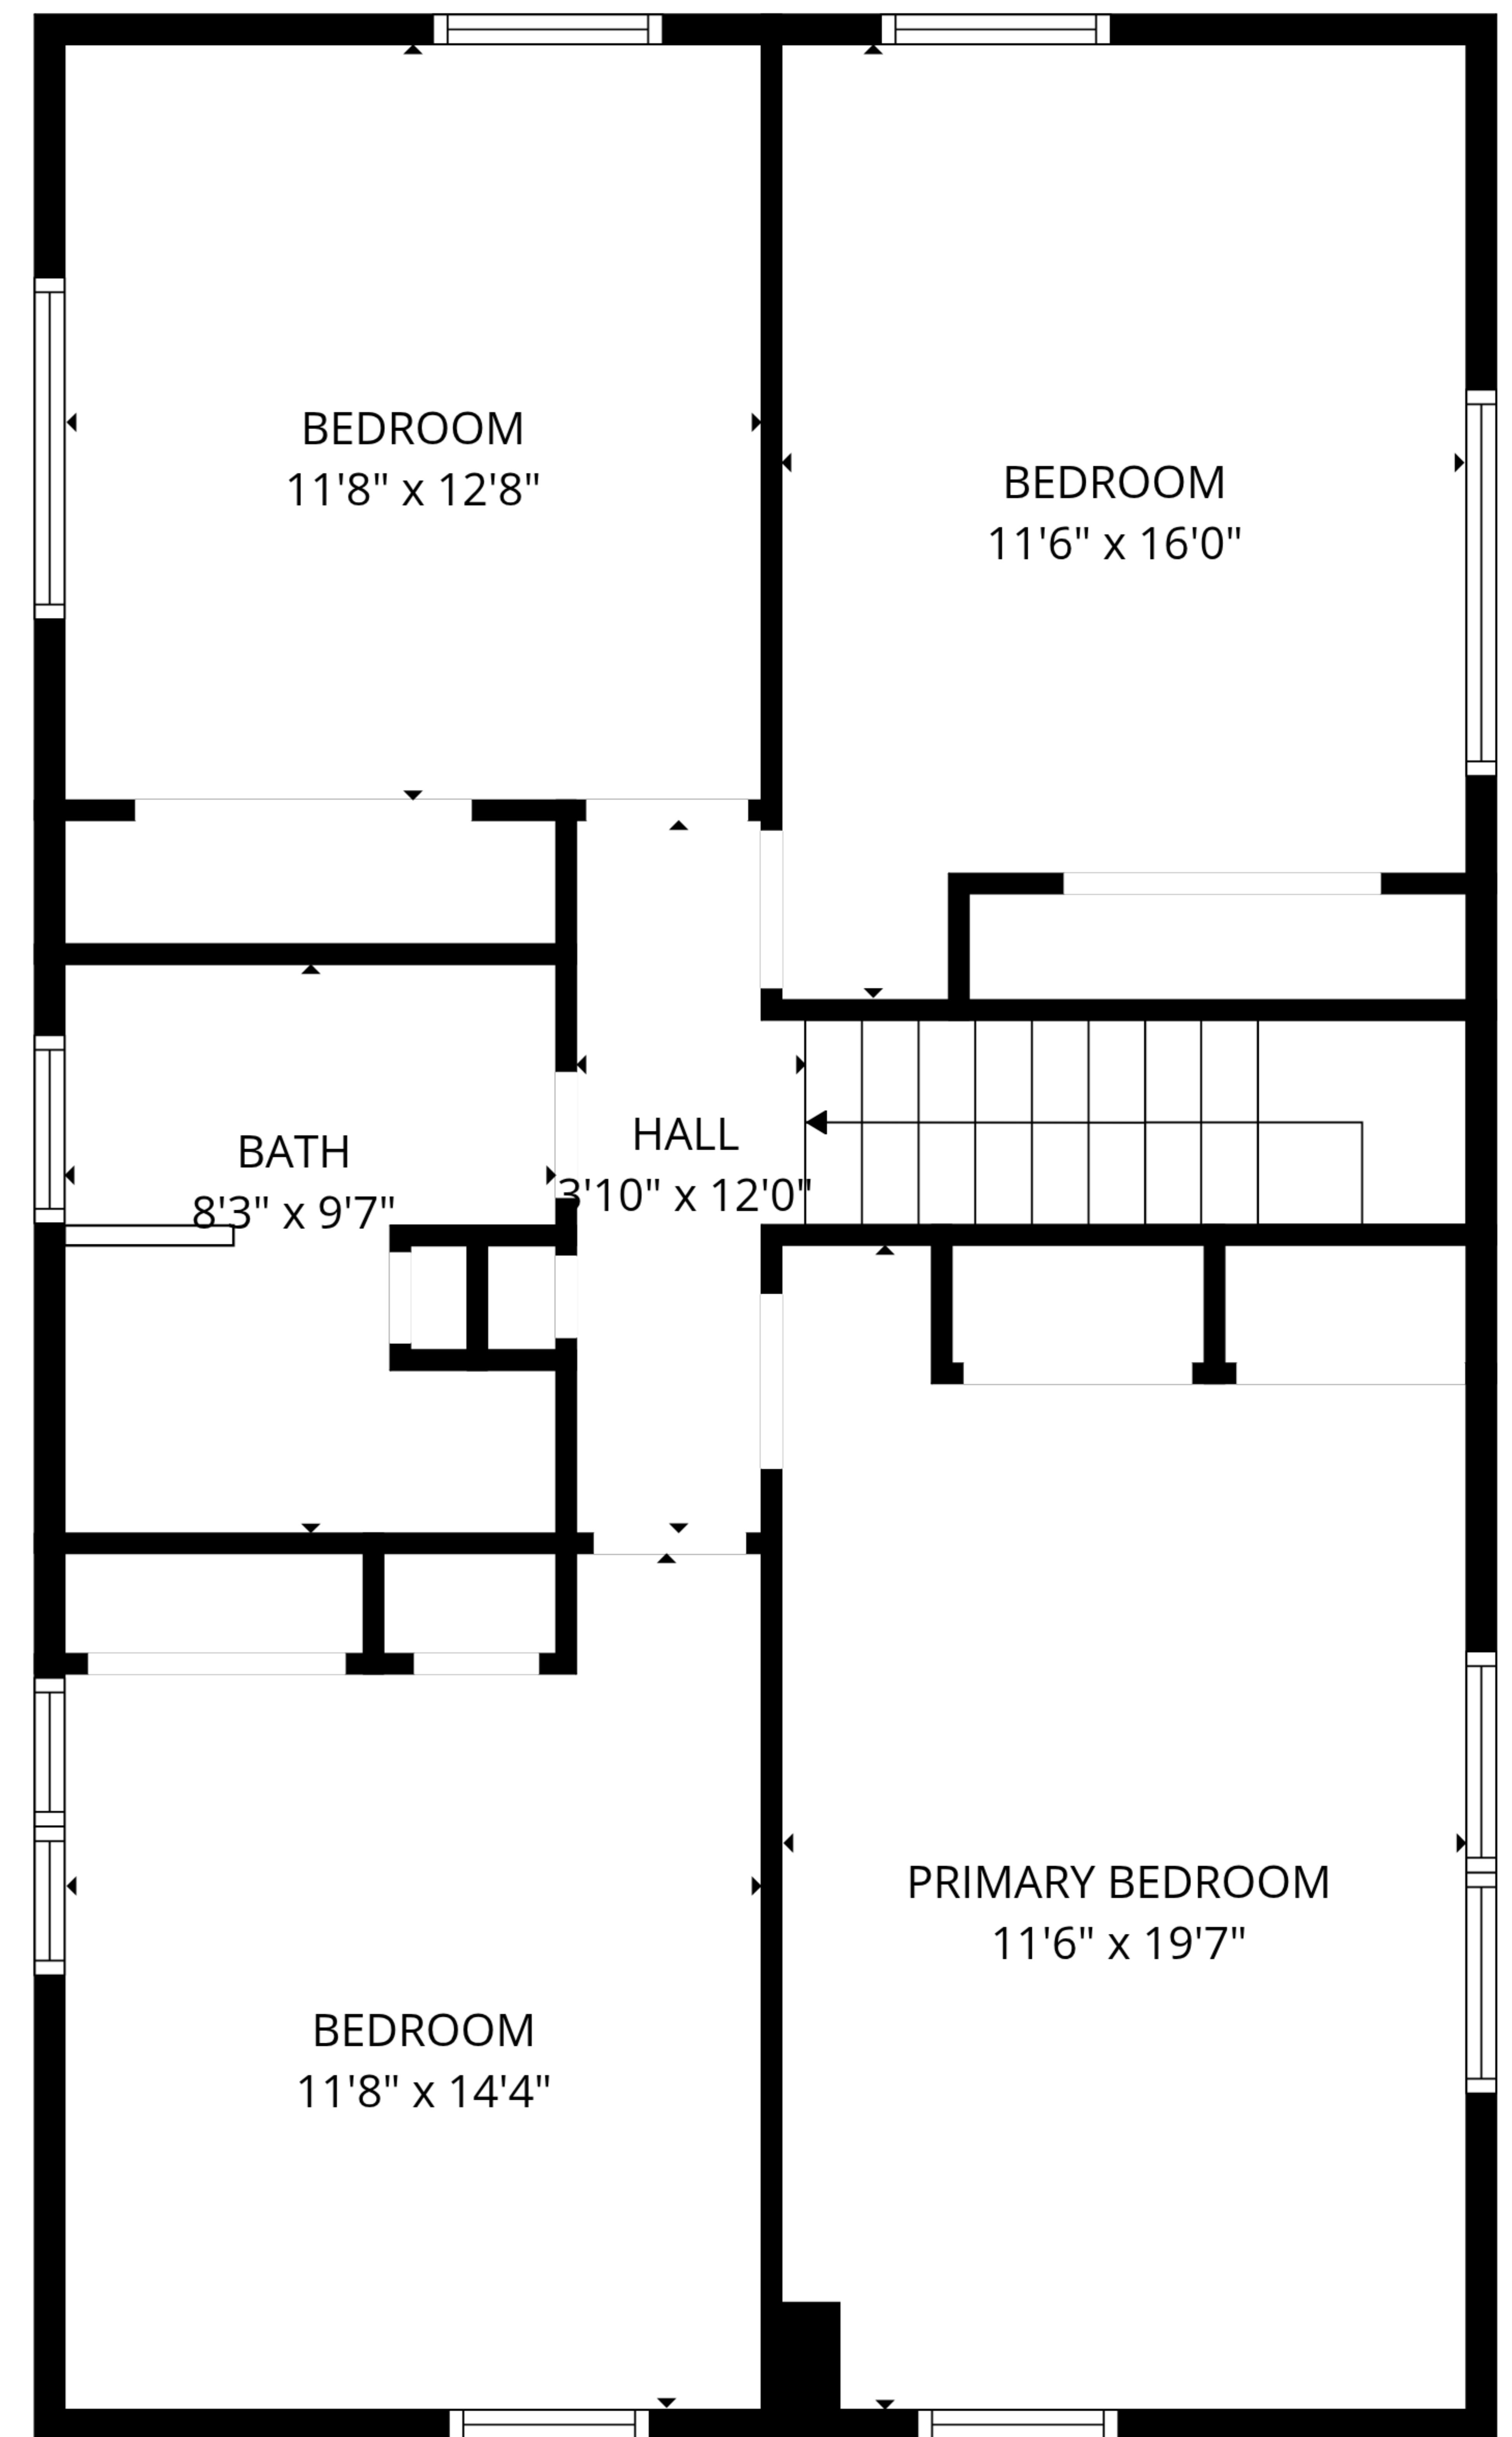 BEDROOM
11'8" x 12'8"
BEDROOM
11'6" x 16'0"
BATH
8'3" x 9'7"
HALL
3'10" x 12'0"
PRIMARY BEDROOM
11'6" x 19'7"
BEDROOM
11'8" x 14'4"